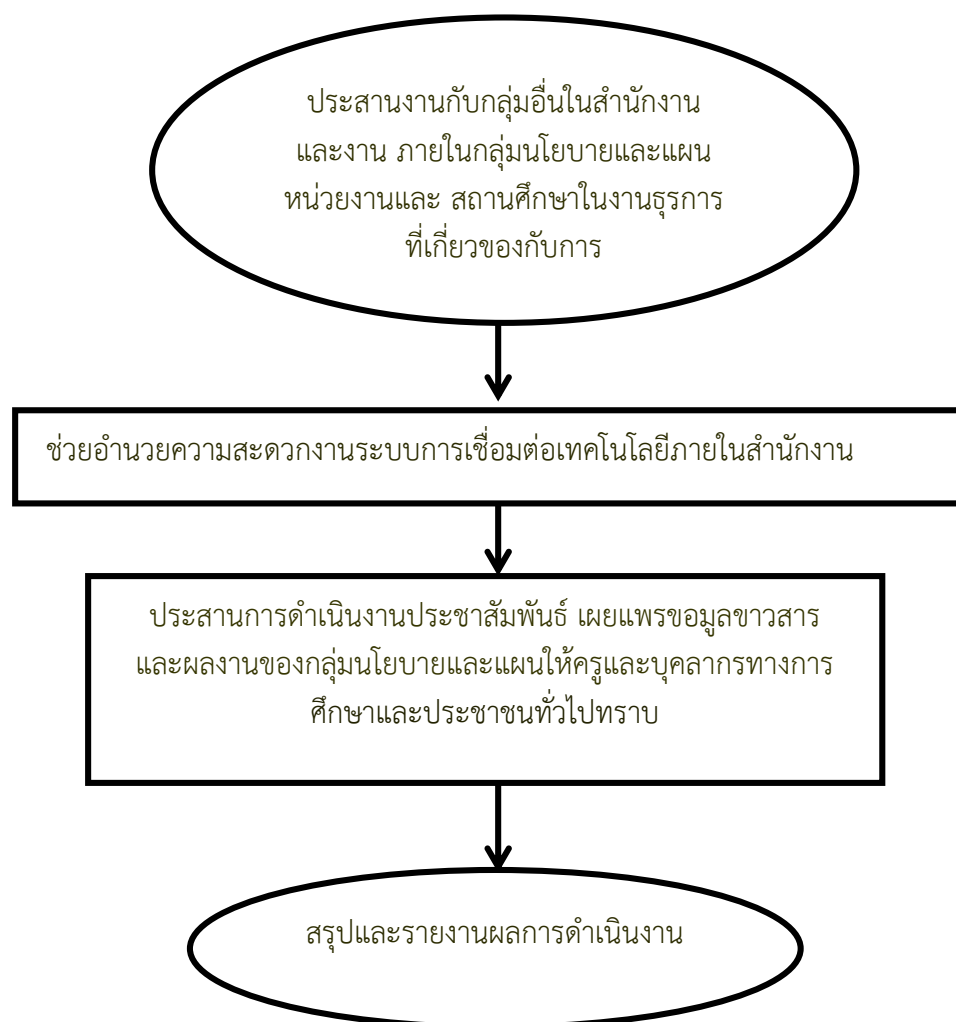 ประสานงานกับกลุ่มอื่นในสำนักงาน
และงาน ภายในกลุ่มนโยบายและแผน
หน่วยงานและ สถานศึกษาในงานธุรการ
ที่เกี่ยวของกับการ
ช่วยอำนวยความสะดวกงานระบบการเชื่อมต่อเทคโนโลยีภายในสำนักงาน
ประสานการดำเนินงานประชาสัมพันธ์ เผยแพรขอมูลขาวสาร
และผลงานของกลุ่มนโยบายและแผนให้ครูและบุคลากรทางการ
ศึกษาและประชาชนทั่วไปทราบ
สรุปและรายงานผลการดำเนินงาน